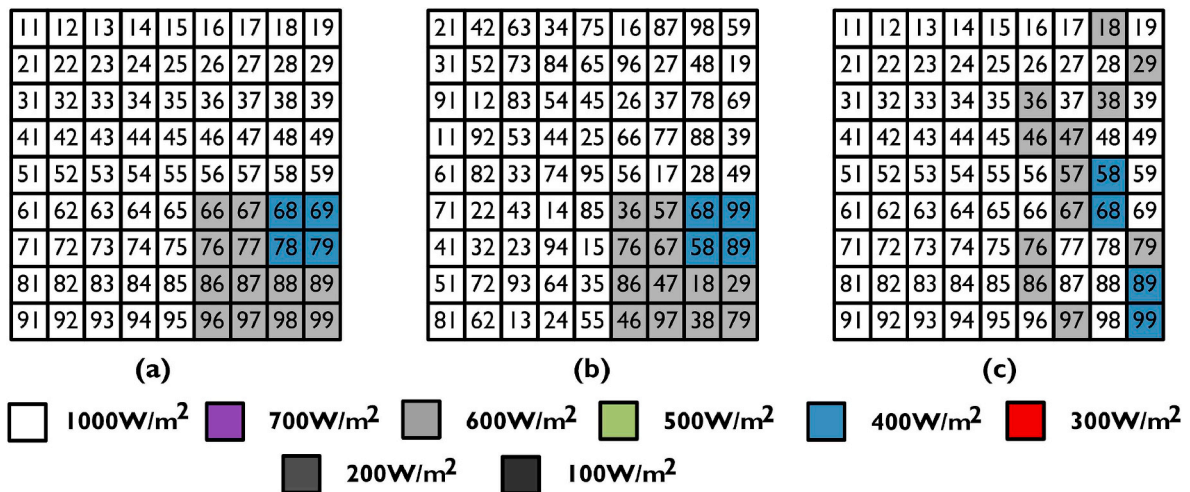 11 12 13 14 15 16 17 18 19
21 22 23 24 25 26 27 28 29
31 32 33 34 35 36 37 38 39
41 42 43 44 45 46 47 48 49
51 52 53 54 55 56 57 58 59
61 62 63 64 65 66 67 68 69
71 72 73 74 75 76 77 78 79
81 82 83 84 85 86 87 88 89
91 92 93 94 95 96 97 98 99
(a)
21 42 63 34 75 16 87 98 59
31 52 73 84 65 96 27 48 19
91 12 83 54 45 26 37 78 69
11 92 53 44 25 66 77 88 39
61 82 33 74 95 56 17 28 49
71 22 43 14 85 36 57 68 99
41 32 23 94 15 76 67 58 89
51 72 93 64 35 86 47 18 29
81 62 13 24 55 46 97 38 79
(b)
11 12 13 14 15 16 17 18 19
21 22 23 24 25 26 27 28 29
31 32 33 34 35 36 37 38 39
41 42 43 44 45 46 47 48 49
51 52 53 54 55 56 57 58 59
61 62 63 64 65 66 67 68 69
71 72 73 74 75 76 77 78 79
81 82 83 84 85 86 87 88 89
91 92 93 94 95 96 97 98 99
(c)
1000W/m² 700W/m² 600W/m² 500W/m² 400W/m² 300W/m²
200W/m² 100W/m²